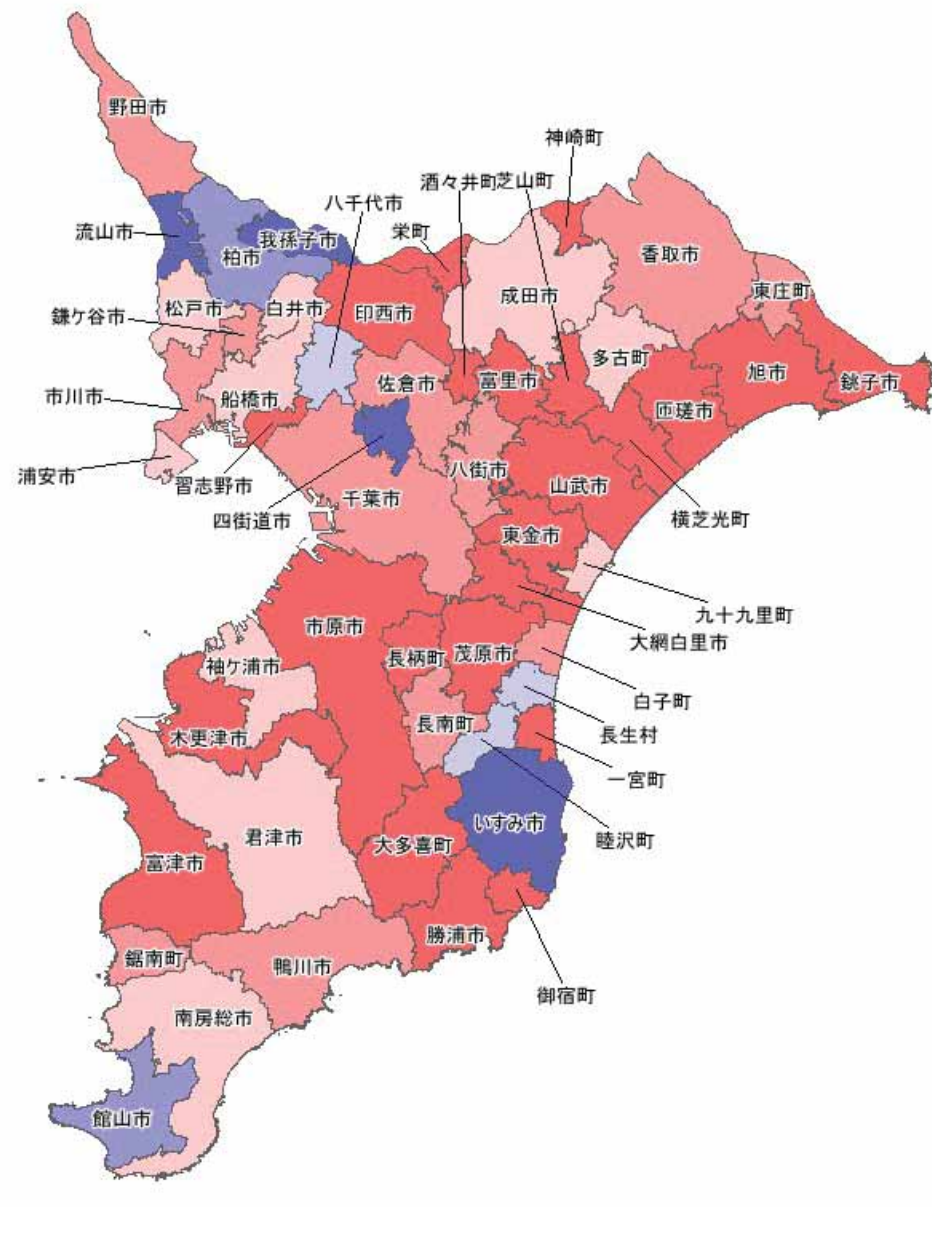 野田市
神崎町
酒々井町
芝山町
八千代市
流山市
我孫子市
栄町
柏市
香取市
成田市
東庄町
松戸市
白井市
印西市
鎌ケ谷市
多古町
旭市
佐倉市
富里市
銚子市
市川市
船橋市
匝瑳市
浦安市
習志野市
八街市
山武市
四街道市
千葉市
横芝光町
東金市
九十九里町
市原市
大網白里市
長柄町
茂原市
袖ケ浦市
白子町
長南町
長生村
木更津市
一宮町
いすみ市
君津市
大多喜町
睦沢町
富津市
勝浦市
鋸南町
鴨川市
御宿町
南房総市
館山市